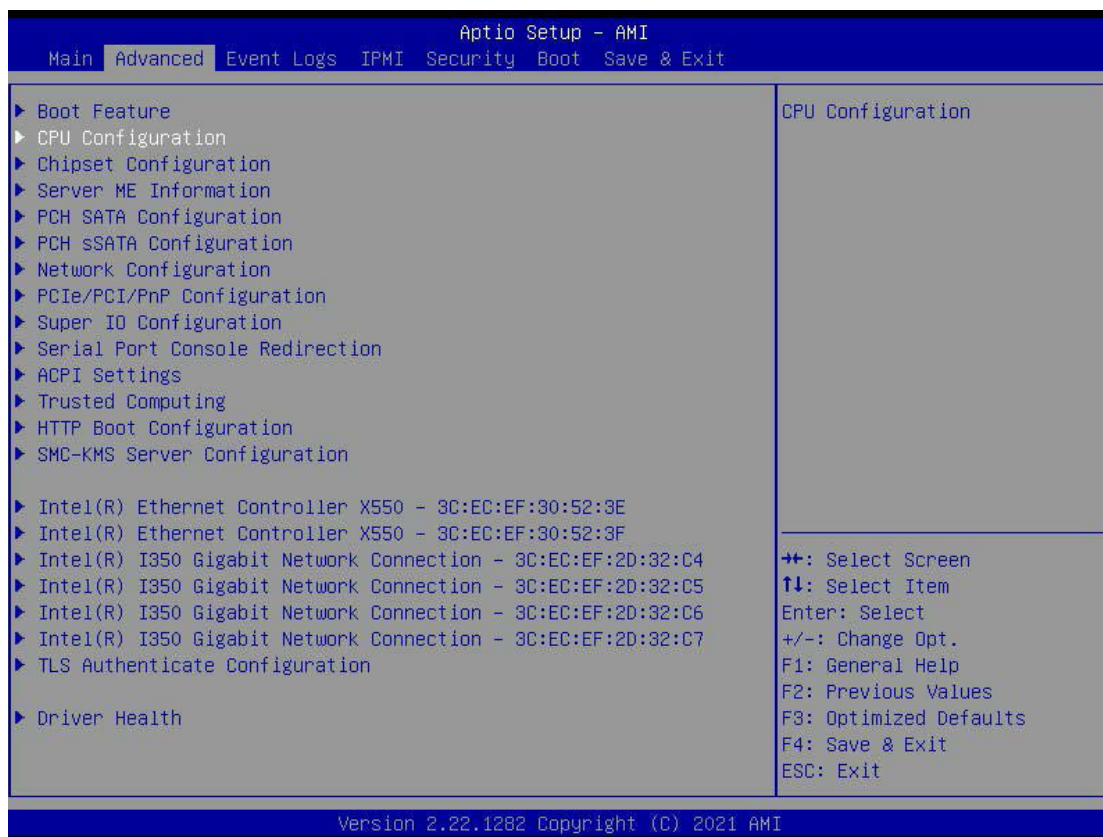 Aptio Setup – AMI
Main Advanced Event Logs IPMI Security Boot Save & Exit
▶ Boot Feature
▶ CPU Configuration
▶ Chipset Configuration
▶ Server ME Information
▶ PCH SATA Configuration
▶ PCH sSATA Configuration
▶ Network Configuration
▶ PCIe/PCI/PnP Configuration
▶ Super IO Configuration
▶ Serial Port Console Redirection
▶ ACPI Settings
▶ Trusted Computing
▶ HTTP Boot Configuration
▶ SMC-KMS Server Configuration
▶ Intel(R) Ethernet Controller X550 - 3C:EC:EF:30:52:3E
▶ Intel(R) Ethernet Controller X550 - 3C:EC:EF:30:52:3F
▶ Intel(R) I350 Gigabit Network Connection - 3C:EC:EF:2D:32:C4
▶ Intel(R) I350 Gigabit Network Connection - 3C:EC:EF:2D:32:C5
▶ Intel(R) I350 Gigabit Network Connection - 3C:EC:EF:2D:32:C6
▶ Intel(R) I350 Gigabit Network Connection - 3C:EC:EF:2D:32:C7
▶ TLS Authenticate Configuration
▶ Driver Health
CPU Configuration
→←: Select Screen
↑↓: Select Item
Enter: Select
+/-: Change Opt.
F1: General Help
F2: Previous Values
F3: Optimized Defaults
F4: Save & Exit
ESC: Exit
Version 2.22.1282 Copyright (C) 2021 AMI